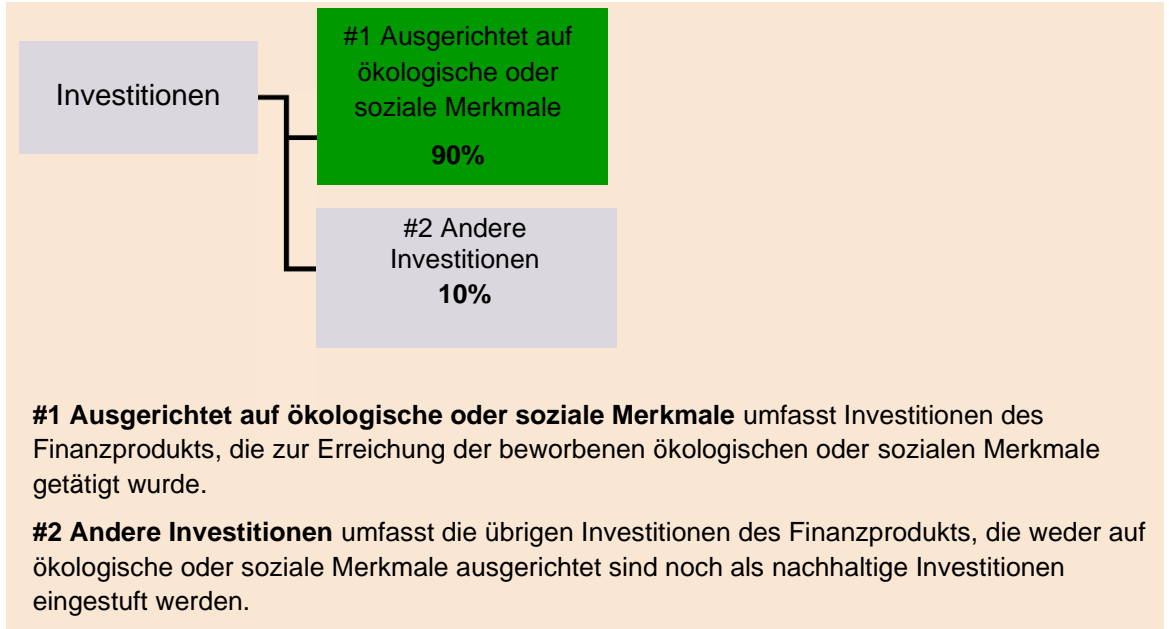 Investitionen
#1 Ausgerichtet auf
ökologische oder
soziale Merkmale
90%
#2 Andere
Investitionen
10%
#1 Ausgerichtet auf ökologische oder soziale Merkmale umfasst Investitionen des
Finanzprodukts, die zur Erreichung der beworbenen ökologischen oder sozialen Merkmale
getätigt wurde.
#2 Andere Investitionen umfasst die übrigen Investitionen des Finanzprodukts, die weder auf
ökologische oder soziale Merkmale ausgerichtet sind noch als nachhaltige Investitionen
eingestuft werden.